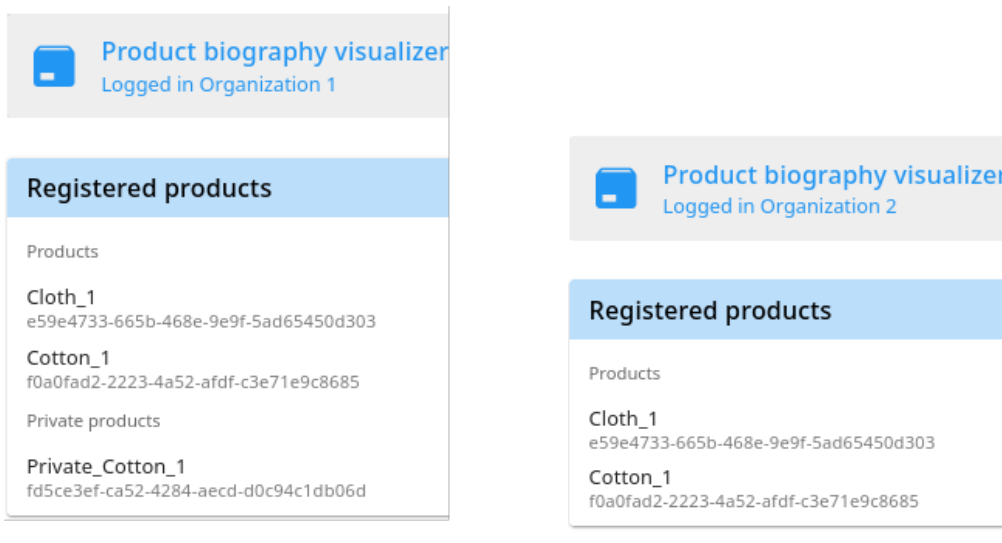 Product biography visualizer
Logged in Organization 1
Registered products
Products
Cloth_1
e59e4733-665b-468e-9e9f-5ad65450d303
Cotton_1
f0a0fad2-2223-4a52-afdf-c3e71e9c8685
Private products
Private_Cotton_1
fd5ce3ef-ca52-4284-aecd-d0c94c1db06d
Product biography visualizer
Logged in Organization 2
Registered products
Products
Cloth_1
e59e4733-665b-468e-9e9f-5ad65450d303
Cotton_1
f0a0fad2-2223-4a52-afdf-c3e71e9c8685